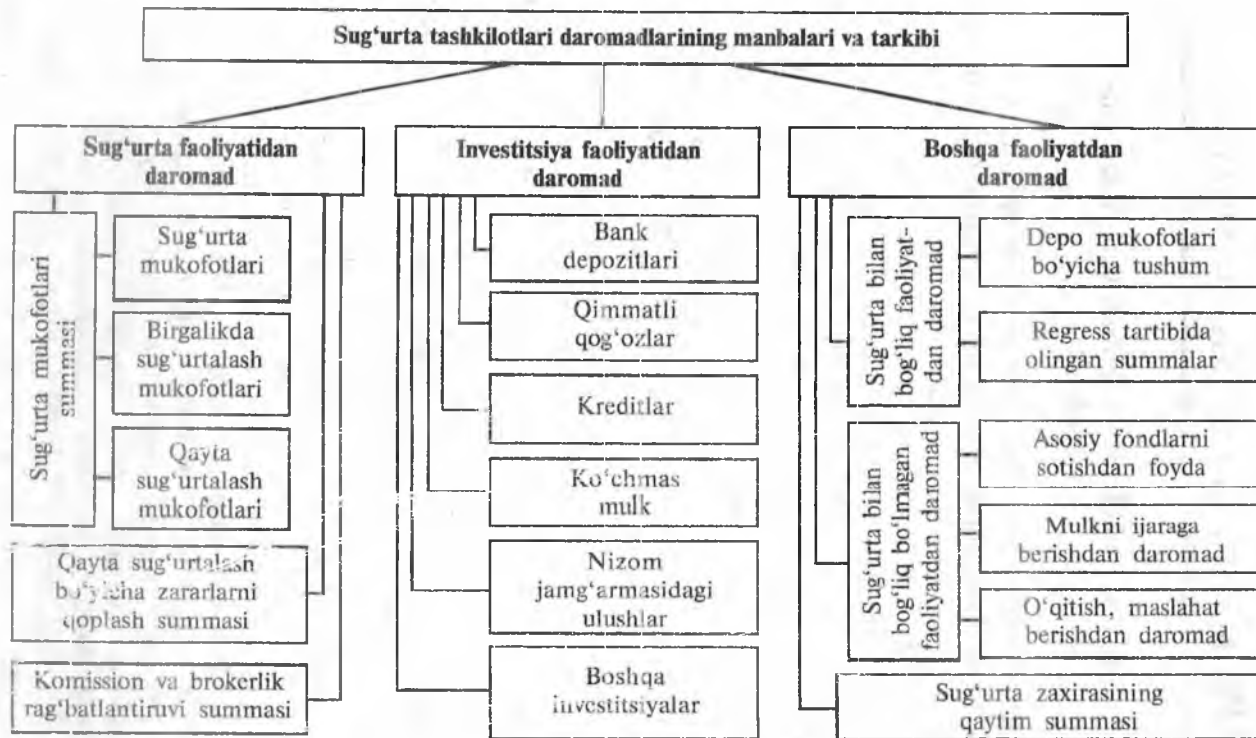 Sug‘urta tashkilotlari daromadlarining manbalari va tarkibi
Sug‘urta faoliyatidan
daromad
Sug‘urta mukofotlari
summasi
Sug‘urta
mukofotlari
Birgalikda
sug‘urtalash
mukofotlari
Qayta
sug‘urtalash
mukofotlari
Qayta sug‘urtalash
bo‘yicha zararlarni
qoplash summasi
Komission va brokerlik
rag‘batlantiruvi summasi
Investitsiya faoliyatidan
daromad
Bank
depozitlari
Qimmatli
qog‘ozlar
Kreditlar
Ko‘chmas
mulk
Nizom
jamg‘armasidagi
ulushlar
Boshqa
investitsiyalar
Boshqa faoliyatdan
daromad
Sug‘urta bilan
bog‘liq faoliyat-
dan daromad
Depo mukofotlari
bo‘yicha tushum
Regress tartibida
olingan summalar
Sug‘urta bilan
bog‘liq bo‘lmagan
faoliyatdan daromad
Asosiy fondlarni
sotishdan foyda
Mulkni ijaraga
berishdan daromad
O‘qitish, maslahat
berishdan daromad
Sug‘urta zaxirasining
qaytim summasi